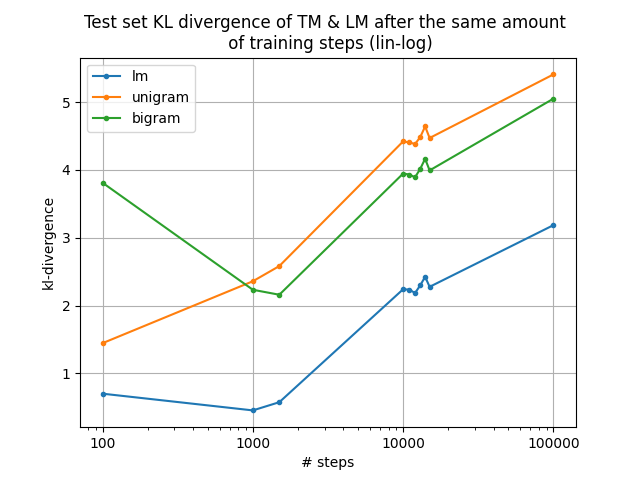 Test set KL divergence of TM & LM after the same amount
of training steps (lin-log)
lm
unigram
bigram
kl-divergence
5
4
3
2
1
100
1000
10000
100000
# steps